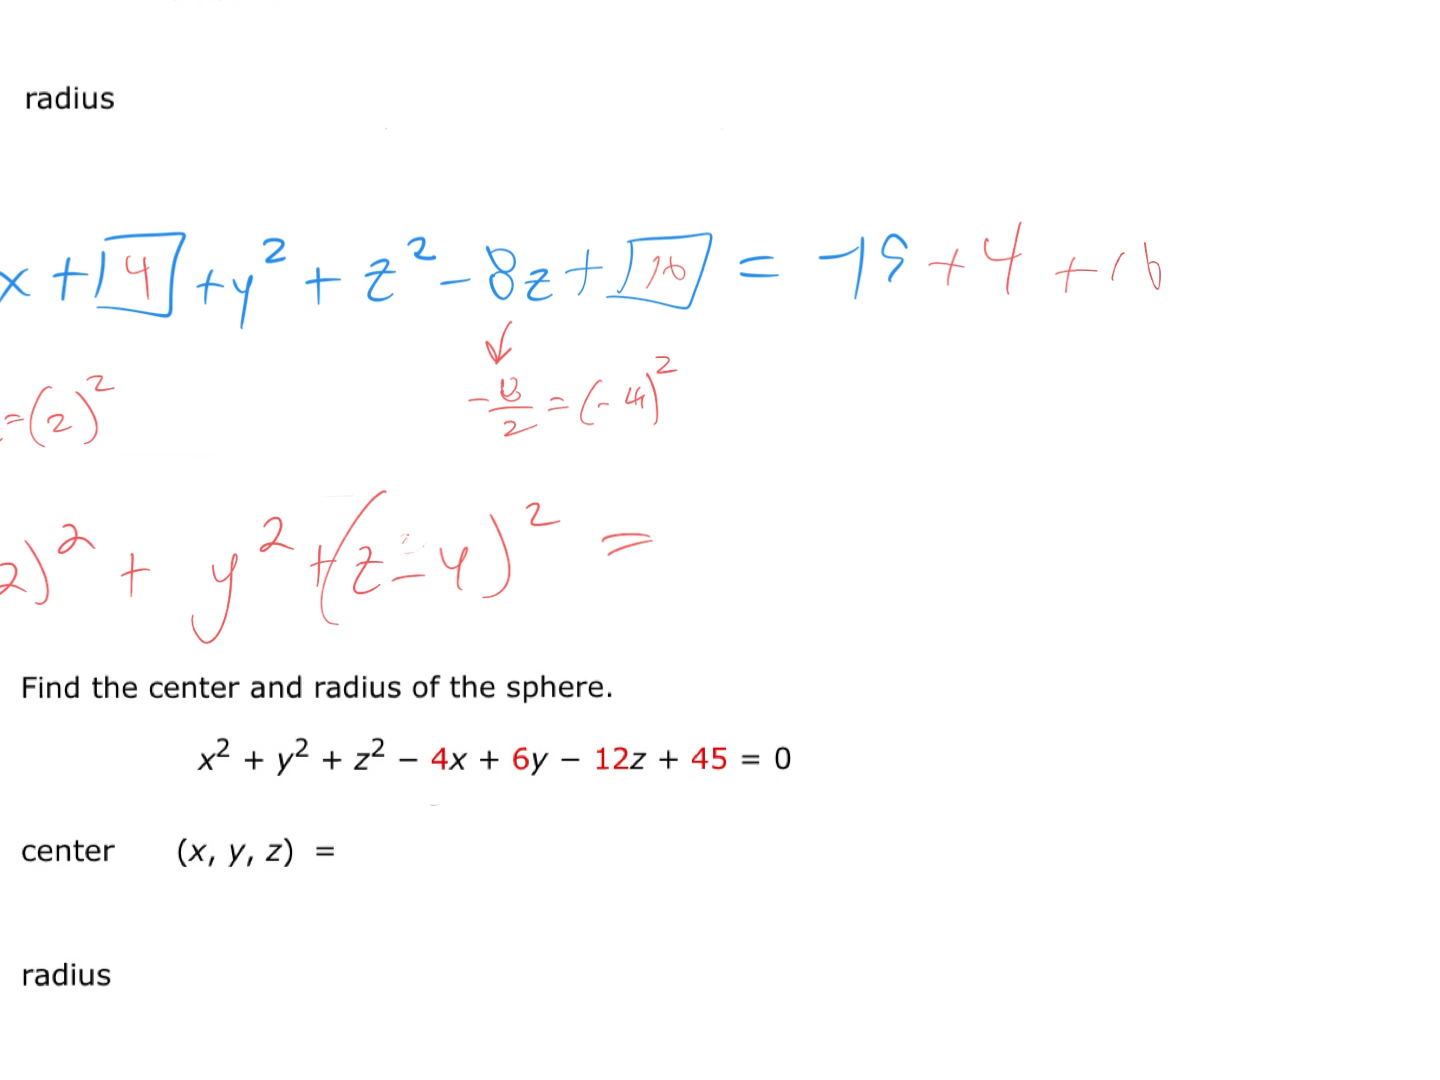 radius
x + 4 + y² + z² - 8z + 16 = -19 + 4 + 16
=(2)² -8/2 = (-4)²
2)² + y² + (z - 4)² =
Find the center and radius of the sphere.
x² + y² + z² − 4x + 6y − 12z + 45 = 0
center (x, y, z) =
radius